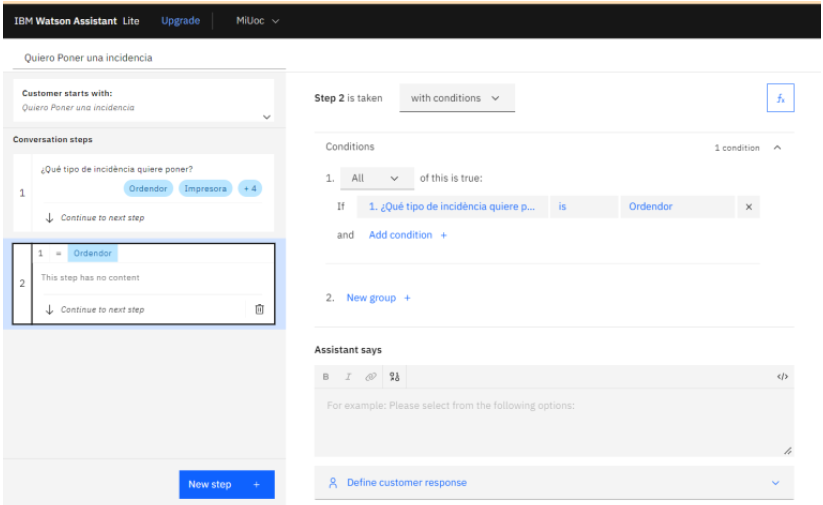 IBM Watson Assistant Lite Upgrade MiUoc
Quiero Poner una incidencia
Customer starts with:
Quiero Poner una incidencia
Conversation steps
1
¿Qué tipo de incidència quiere poner?
Ordendor Impresora + 4
Continue to next step
2
1 = Ordendor
This step has no content
Continue to next step
New step +
Step 2 is taken with conditions
fx
Conditions 1 condition
1. All of this is true:
If 1. ¿Qué tipo de incidència quiere p... is Ordendor ×
and Add condition +
2. New group +
Assistant says
B I </>
For example: Please select from the following options:
Define customer response